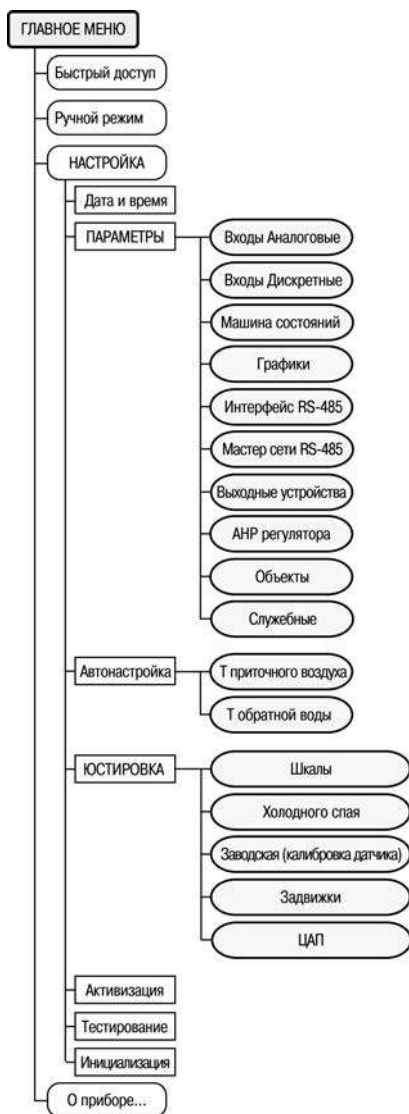 ГЛАВНОЕ МЕНЮ
Быстрый доступ
Ручной режим
НАСТРОЙКА
Дата и время
ПАРАМЕТРЫ
Входы Аналоговые
Входы Дискретные
Машина состояний
Графики
Интерфейс RS-485
Мастер сети RS-485
Выходные устройства
АНР регулятора
Объекты
Служебные
Автонастройка
Т приточного воздуха
Т обратной воды
ЮСТИРОВКА
Шкалы
Холодного спая
Заводская (калибровка датчика)
Задвижки
ЦАП
Активизация
Тестирование
Инициализация
О приборе...